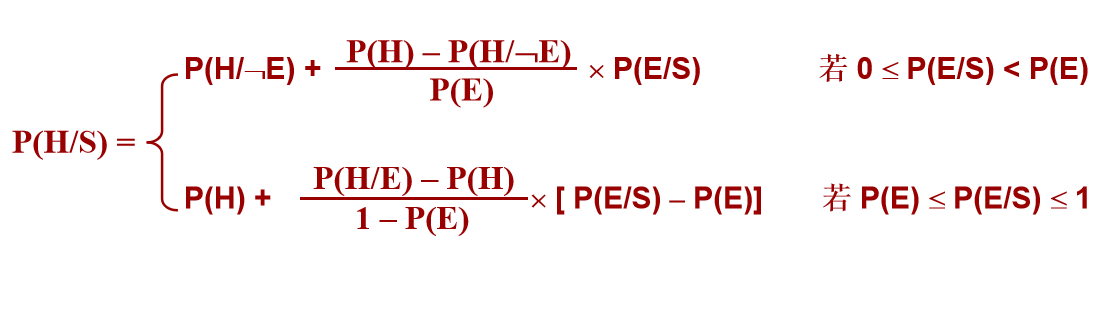 P(H/¬E) + P(H) – P(H/¬E) / P(E) × P(E/S) 若 0 ≤ P(E/S) < P(E)
P(H/S) =
P(H) + P(H/E) – P(H) / 1 – P(E) × [ P(E/S) – P(E)] 若 P(E) ≤ P(E/S) ≤ 1